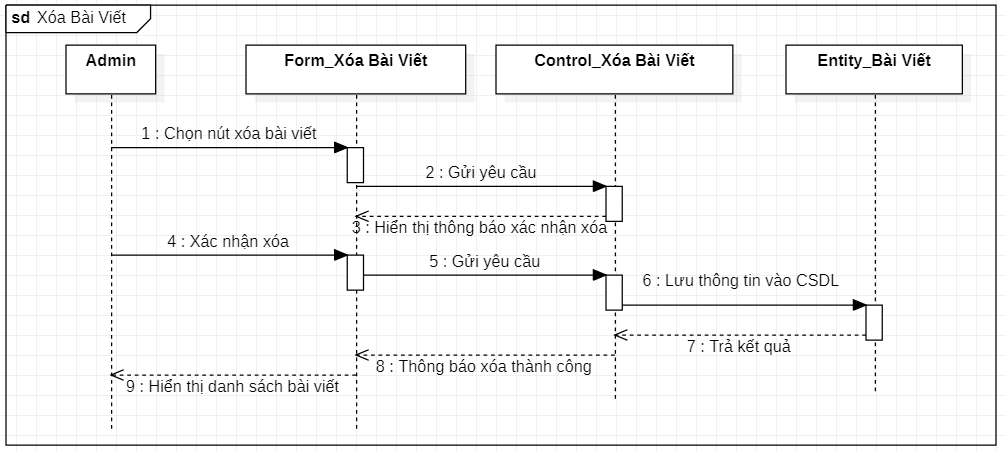 sd Xóa Bài Viết
Admin
Form_Xóa Bài Viết
Control_Xóa Bài Viết
Entity_Bài Viết
1 : Chọn nút xóa bài viết
2 : Gửi yêu cầu
3 : Hiển thị thông báo xác nhận xóa
4 : Xác nhận xóa
5 : Gửi yêu cầu
6 : Lưu thông tin vào CSDL
7 : Trả kết quả
8 : Thông báo xóa thành công
9 : Hiển thị danh sách bài viết